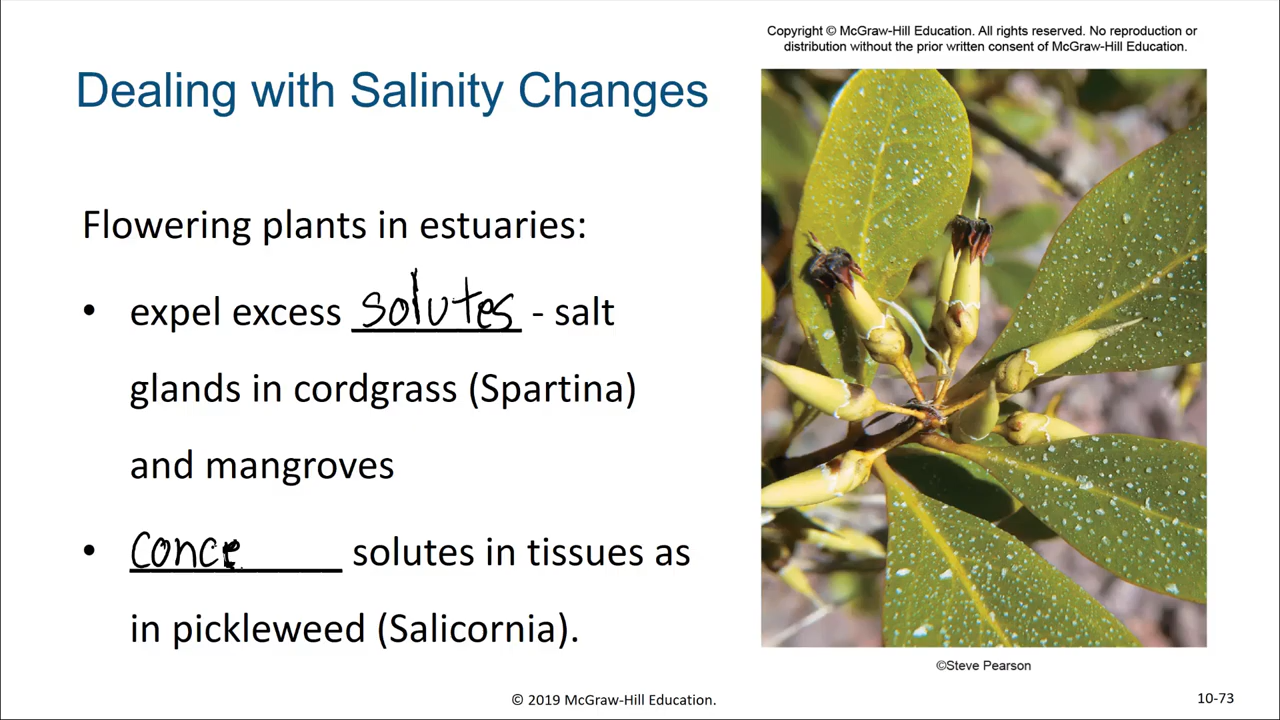 Copyright © McGraw-Hill Education. All rights reserved. No reproduction or
distribution without the prior written consent of McGraw-Hill Education.
Dealing with Salinity Changes
Flowering plants in estuaries:
• expel excess solutes - salt
glands in cordgrass (Spartina)
and mangroves
• conce solutes in tissues as
in pickleweed (Salicornia).
©Steve Pearson
© 2019 McGraw-Hill Education.
10-73